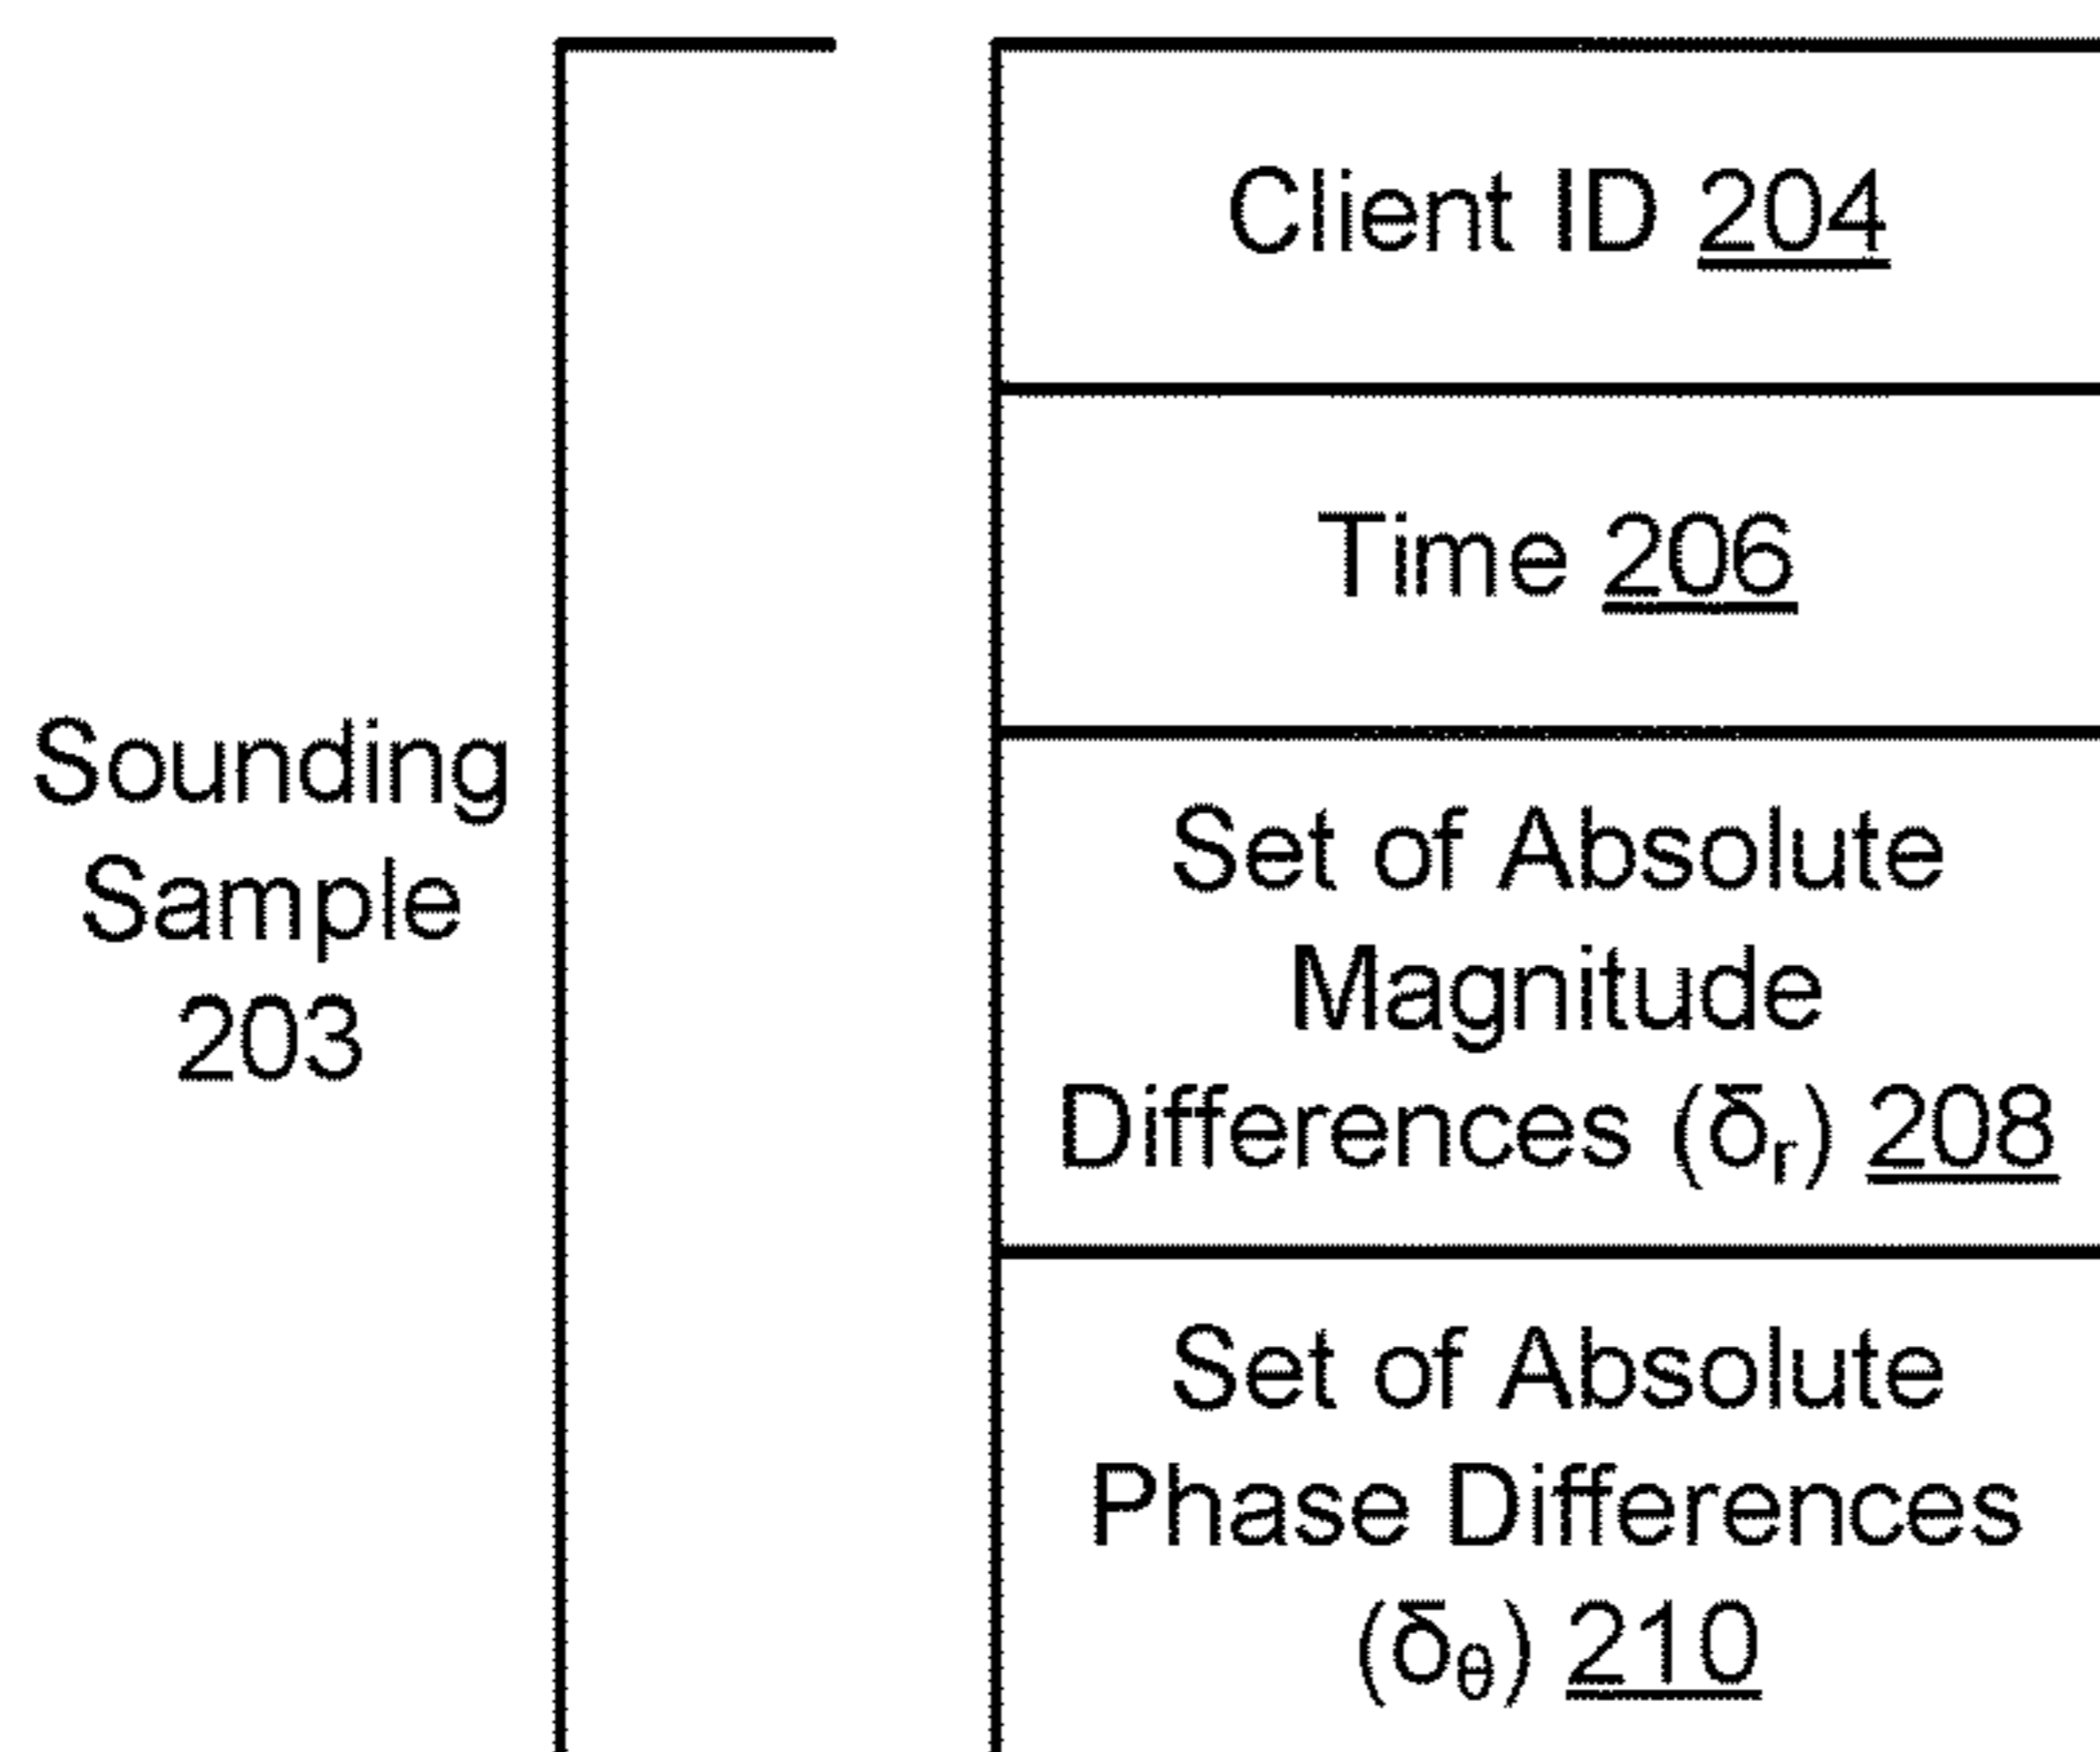 Sounding
Sample
203
Client ID 204
Time 206
Set of Absolute
Magnitude
Differences (δᵣ) 208
Set of Absolute
Phase Differences
(δ_θ) 210